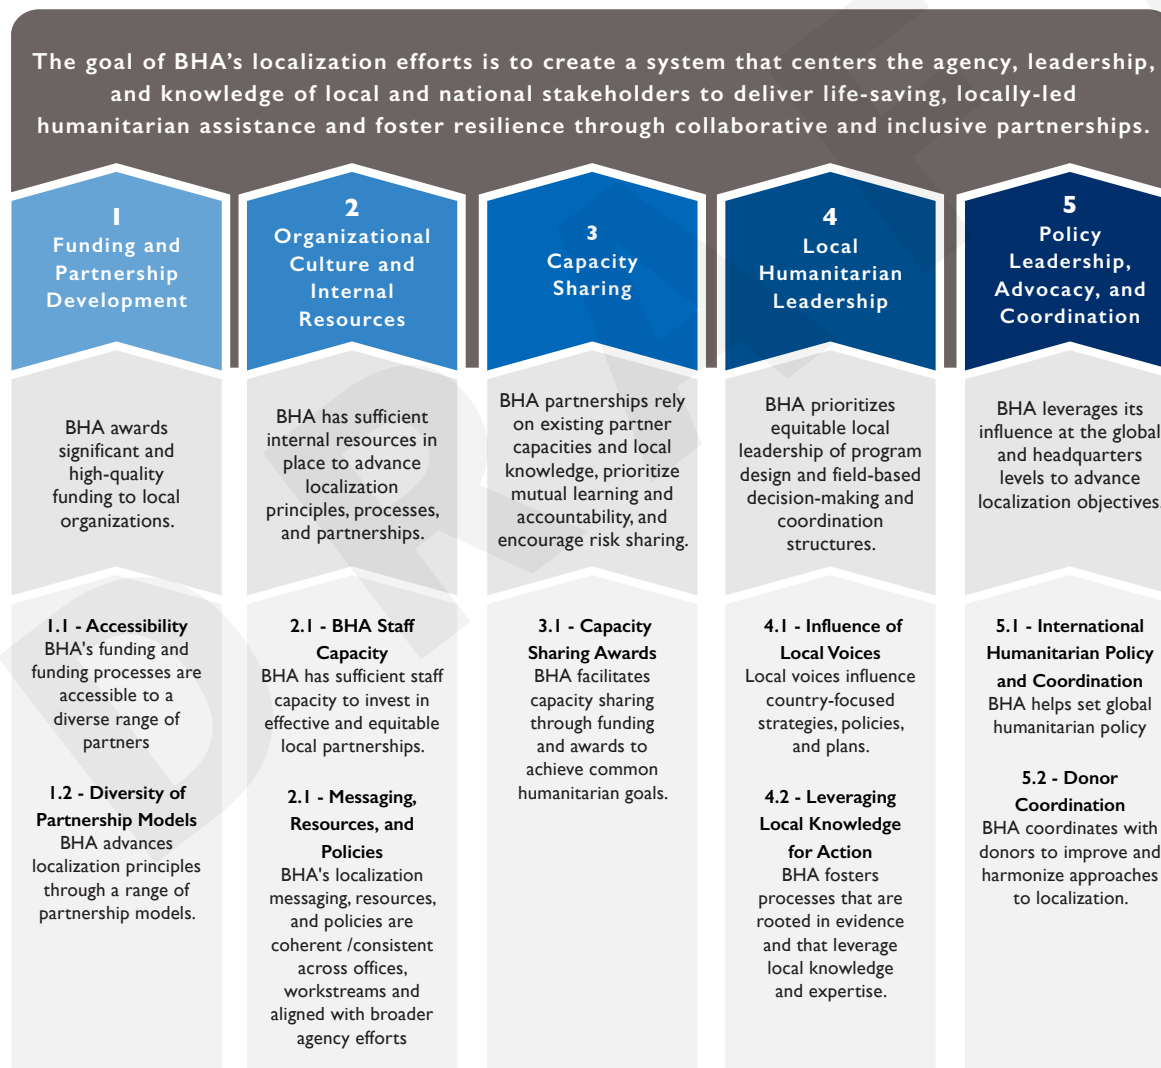 The goal of BHA's localization efforts is to create a system that centers the agency, leadership,
and knowledge of local and national stakeholders to deliver life-saving, locally-led
humanitarian assistance and foster resilience through collaborative and inclusive partnerships.
1
Funding and
Partnership
Development
BHA awards
significant and
high-quality
funding to local
organizations.
1.1 - Accessibility
BHA's funding and
funding processes are
accessible to a
diverse range of
partners
1.2 - Diversity of
Partnership Models
BHA advances
localization principles
through a range of
partnership models.
2
Organizational
Culture and
Internal
Resources
BHA has sufficient
internal resources in
place to advance
localization
principles, processes,
and partnerships.
2.1 - BHA Staff
Capacity
BHA has sufficient staff
capacity to invest in
effective and equitable
local partnerships.
2.1 - Messaging,
Resources, and
Policies
BHA's localization
messaging, resources,
and policies are
coherent /consistent
across offices,
workstreams and
aligned with broader
agency efforts
3
Capacity
Sharing
BHA partnerships rely
on existing partner
capacities and local
knowledge, prioritize
mutual learning and
accountability, and
encourage risk sharing.
3.1 - Capacity
Sharing Awards
BHA facilitates
capacity sharing
through funding
and awards to
achieve common
humanitarian goals.
4
Local
Humanitarian
Leadership
BHA prioritizes
equitable local
leadership of program
design and field-based
decision-making and
coordination
structures.
4.1 - Influence of
Local Voices
Local voices influence
country-focused
strategies, policies,
and plans.
4.2 - Leveraging
Local Knowledge
for Action
BHA fosters
processes that are
rooted in evidence
and that leverage
local knowledge
and expertise.
5
Policy
Leadership,
Advocacy, and
Coordination
BHA leverages its
influence at the global
and headquarters
levels to advance
localization objectives.
5.1 - International
Humanitarian Policy
and Coordination
BHA helps set global
humanitarian policy
5.2 - Donor
Coordination
BHA coordinates with
donors to improve and
harmonize approaches
to localization.
DRAF